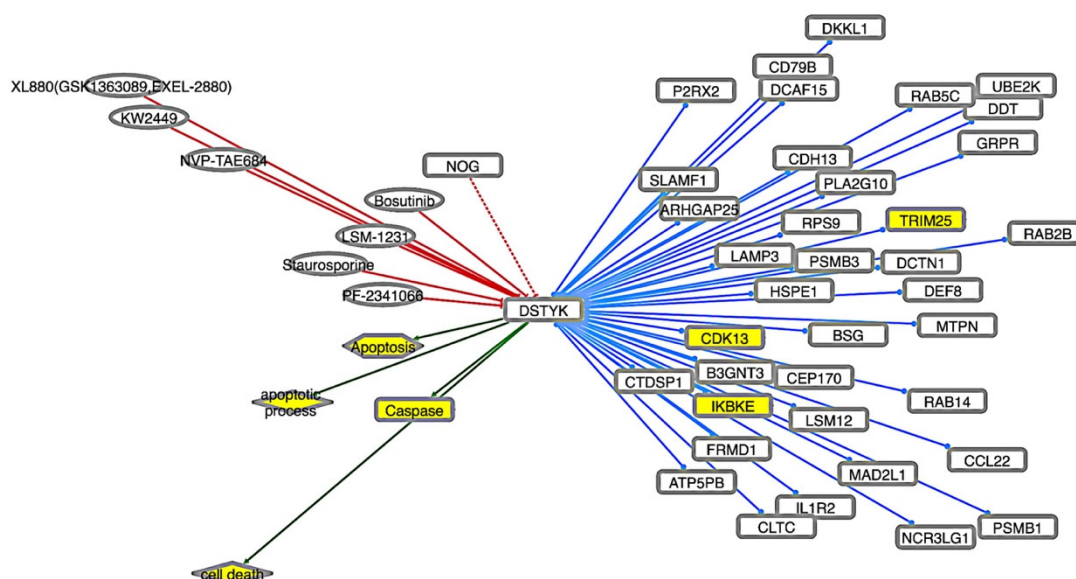 DKKL1
CD79B
XL880(GSK1363089,EXEL-2880)
P2RX2
DCAF15
RAB5C
UBE2K
DDT
KW2449
GRPR
NVP-TAE684
NOG
CDH13
SLAMF1
PLA2G10
Bosutinib
ARHGAP25
RPS9
TRIM25
RAB2B
LSM-1231
LAMP3
PSMB3
DCTN1
Staurosporine
HSPE1
DEF8
PF-2341066
DSTYK
MTPN
Apoptosis
CDK13
BSG
B3GNT3
CTDSP1
CEP170
apoptotic
process
Caspase
IKBKE
RAB14
LSM12
FRMD1
CCL22
ATP5PB
MAD2L1
IL1R2
CLTC
PSMB1
NCR3LG1
cell death